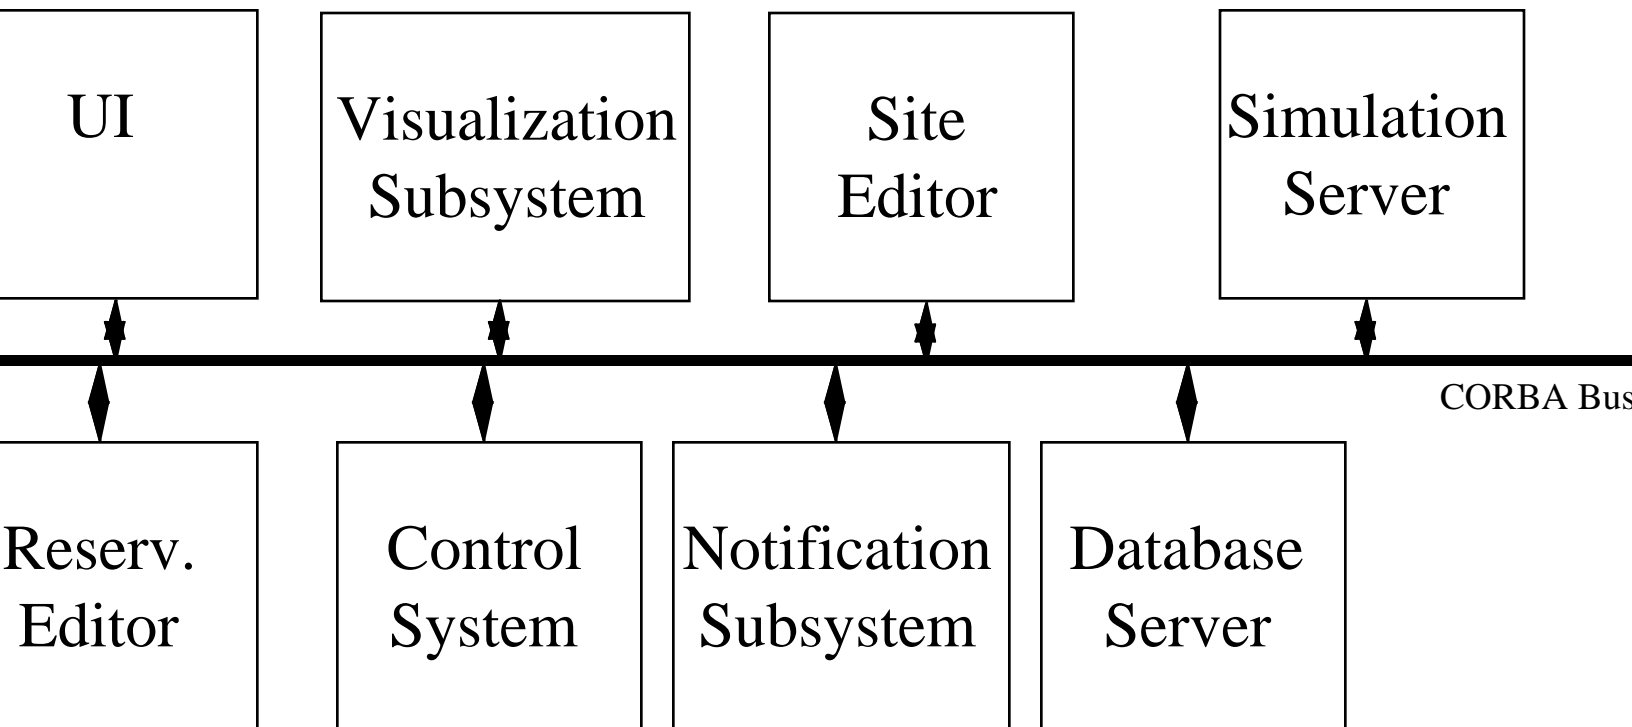 UI
Visualization
Subsystem
Site
Editor
Simulation
Server
CORBA Bus
Reserv.
Editor
Control
System
Notification
Subsystem
Database
Server